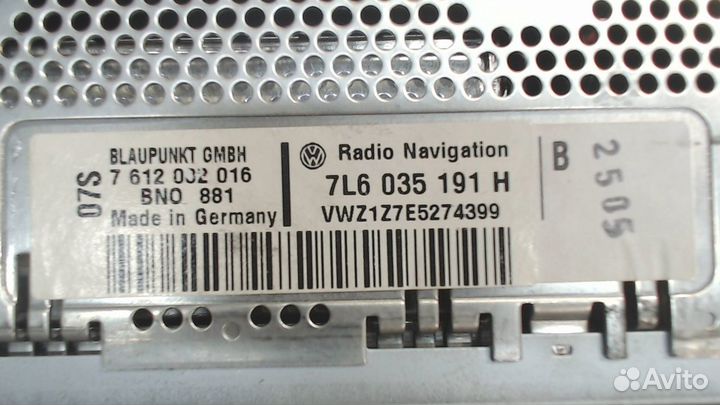 07S
BLAUPUNKT GMBH
7 612 002 016
BNO 881
Made in Germany
Radio Navigation
7L6 035 191 H
VWZ1Z7E5274399
B
2505
Avito